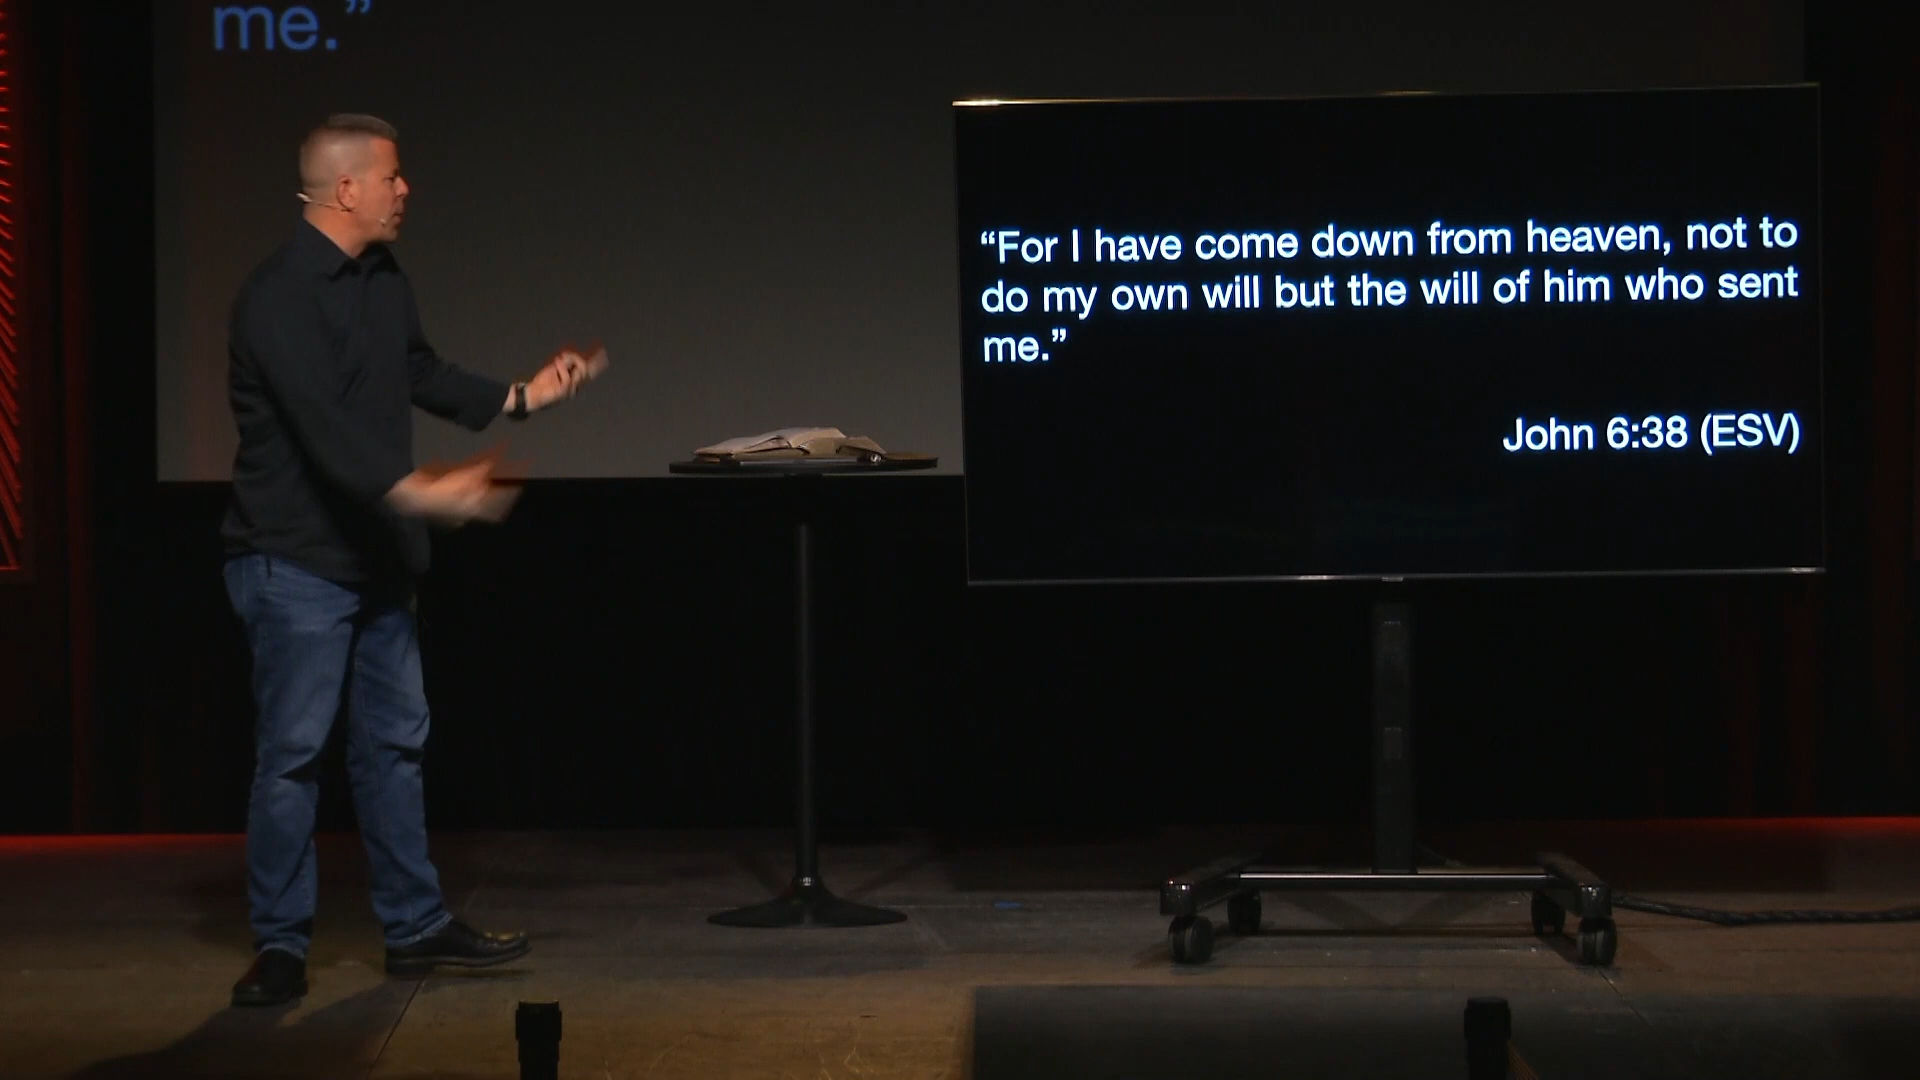 me.”
“For I have come down from heaven, not to
do my own will but the will of him who sent
me.”
John 6:38 (ESV)